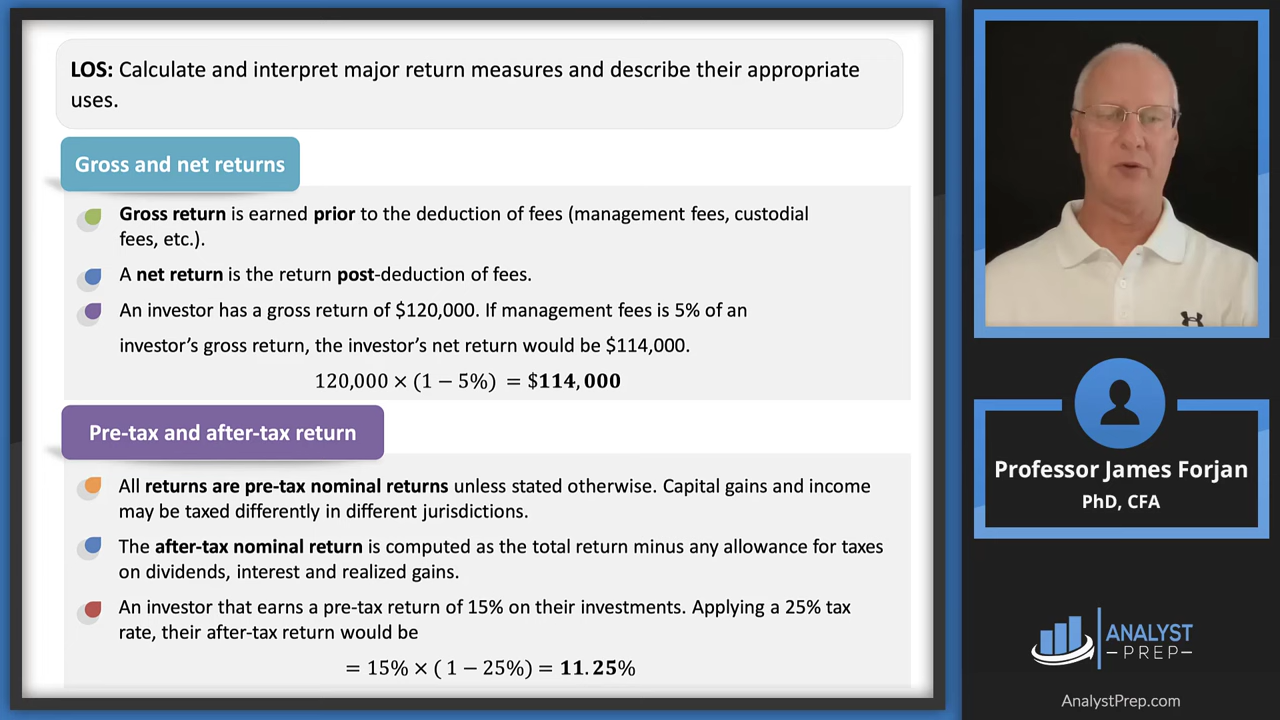 LOS: Calculate and interpret major return measures and describe their appropriate
uses.
Gross and net returns
Gross return is earned prior to the deduction of fees (management fees, custodial
fees, etc.).
A net return is the return post-deduction of fees.
An investor has a gross return of $120,000. If management fees is 5% of an
investor’s gross return, the investor’s net return would be $114,000.
120,000 × (1 − 5%) = $114,000
Pre-tax and after-tax return
All returns are pre-tax nominal returns unless stated otherwise. Capital gains and income
may be taxed differently in different jurisdictions.
The after-tax nominal return is computed as the total return minus any allowance for taxes
on dividends, interest and realized gains.
An investor that earns a pre-tax return of 15% on their investments. Applying a 25% tax
rate, their after-tax return would be
= 15% × ( 1 − 25%) = 11.25%
Professor James Forjan
PhD, CFA
ANALYST
PREP
AnalystPrep.com